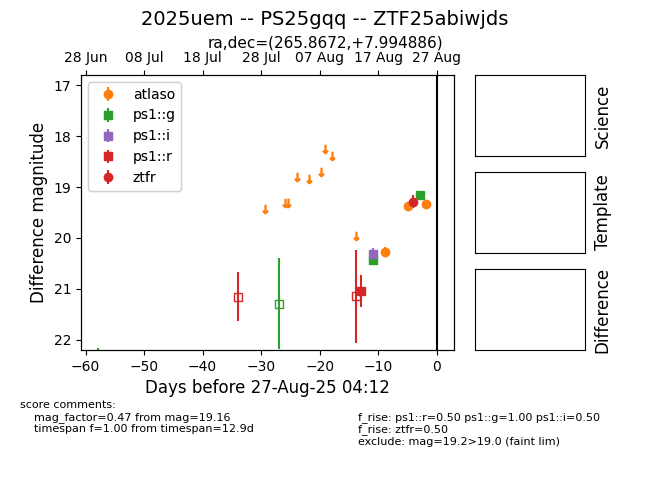 2025uem -- PS25gqq -- ZTF25abiwjds
ra,dec=(265.8672,+7.994886)
28 Jun 08 Jul 18 Jul 28 Jul 07 Aug 17 Aug 27 Aug
17
18
19
20
21
22
Difference magnitude
atlaso
ps1::g
ps1::i
ps1::r
ztfr
−60 −50 −40 −30 −20 −10 0
Days before 27-Aug-25 04:12
Science
Template
Difference
score comments:
mag_factor=0.47 from mag=19.16
timespan f=1.00 from timespan=12.9d
f_rise: ps1::r=0.50 ps1::g=1.00 ps1::i=0.50
f_rise: ztfr=0.50
exclude: mag=19.2>19.0 (faint lim)